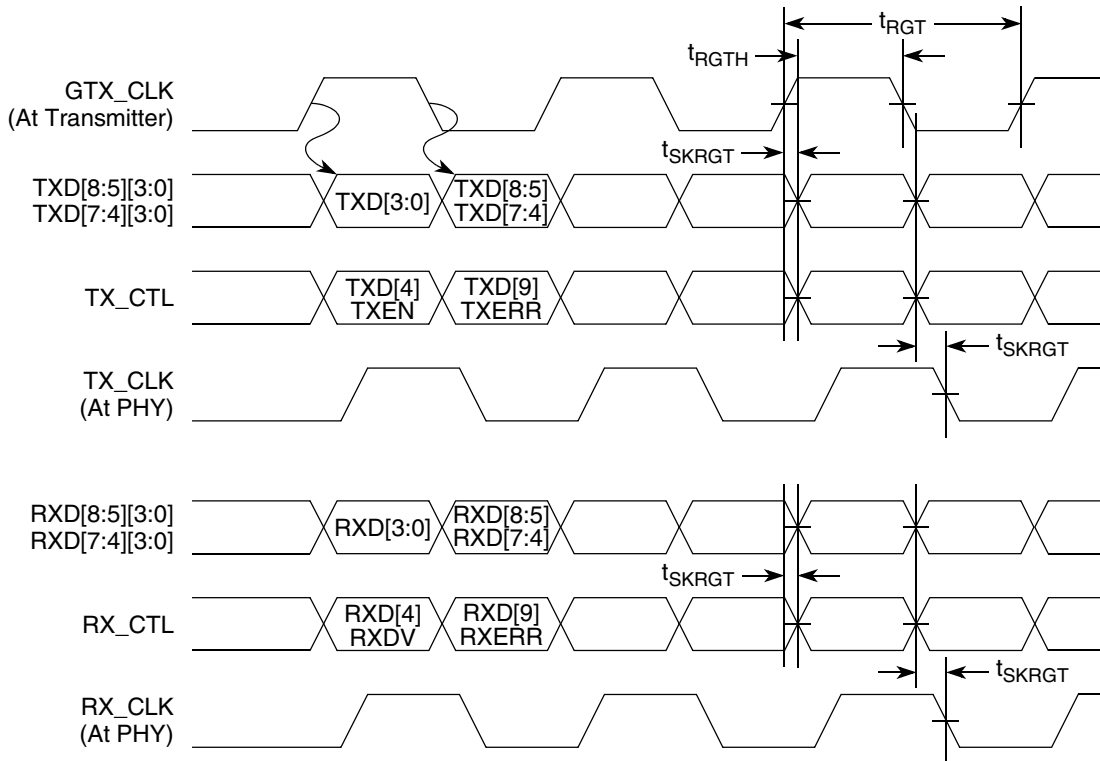 tRGT
tRGTH
GTX_CLK
(At Transmitter)
tSKRGT
TXD[8:5][3:0]
TXD[7:4][3:0]
TXD[3:0]
TXD[8:5]
TXD[7:4]
TX_CTL
TXD[4]
TXEN
TXD[9]
TXERR
tSKRGT
TX_CLK
(At PHY)
RXD[8:5][3:0]
RXD[7:4][3:0]
RXD[3:0]
RXD[8:5]
RXD[7:4]
tSKRGT
RX_CTL
RXD[4]
RXDV
RXD[9]
RXERR
tSKRGT
RX_CLK
(At PHY)